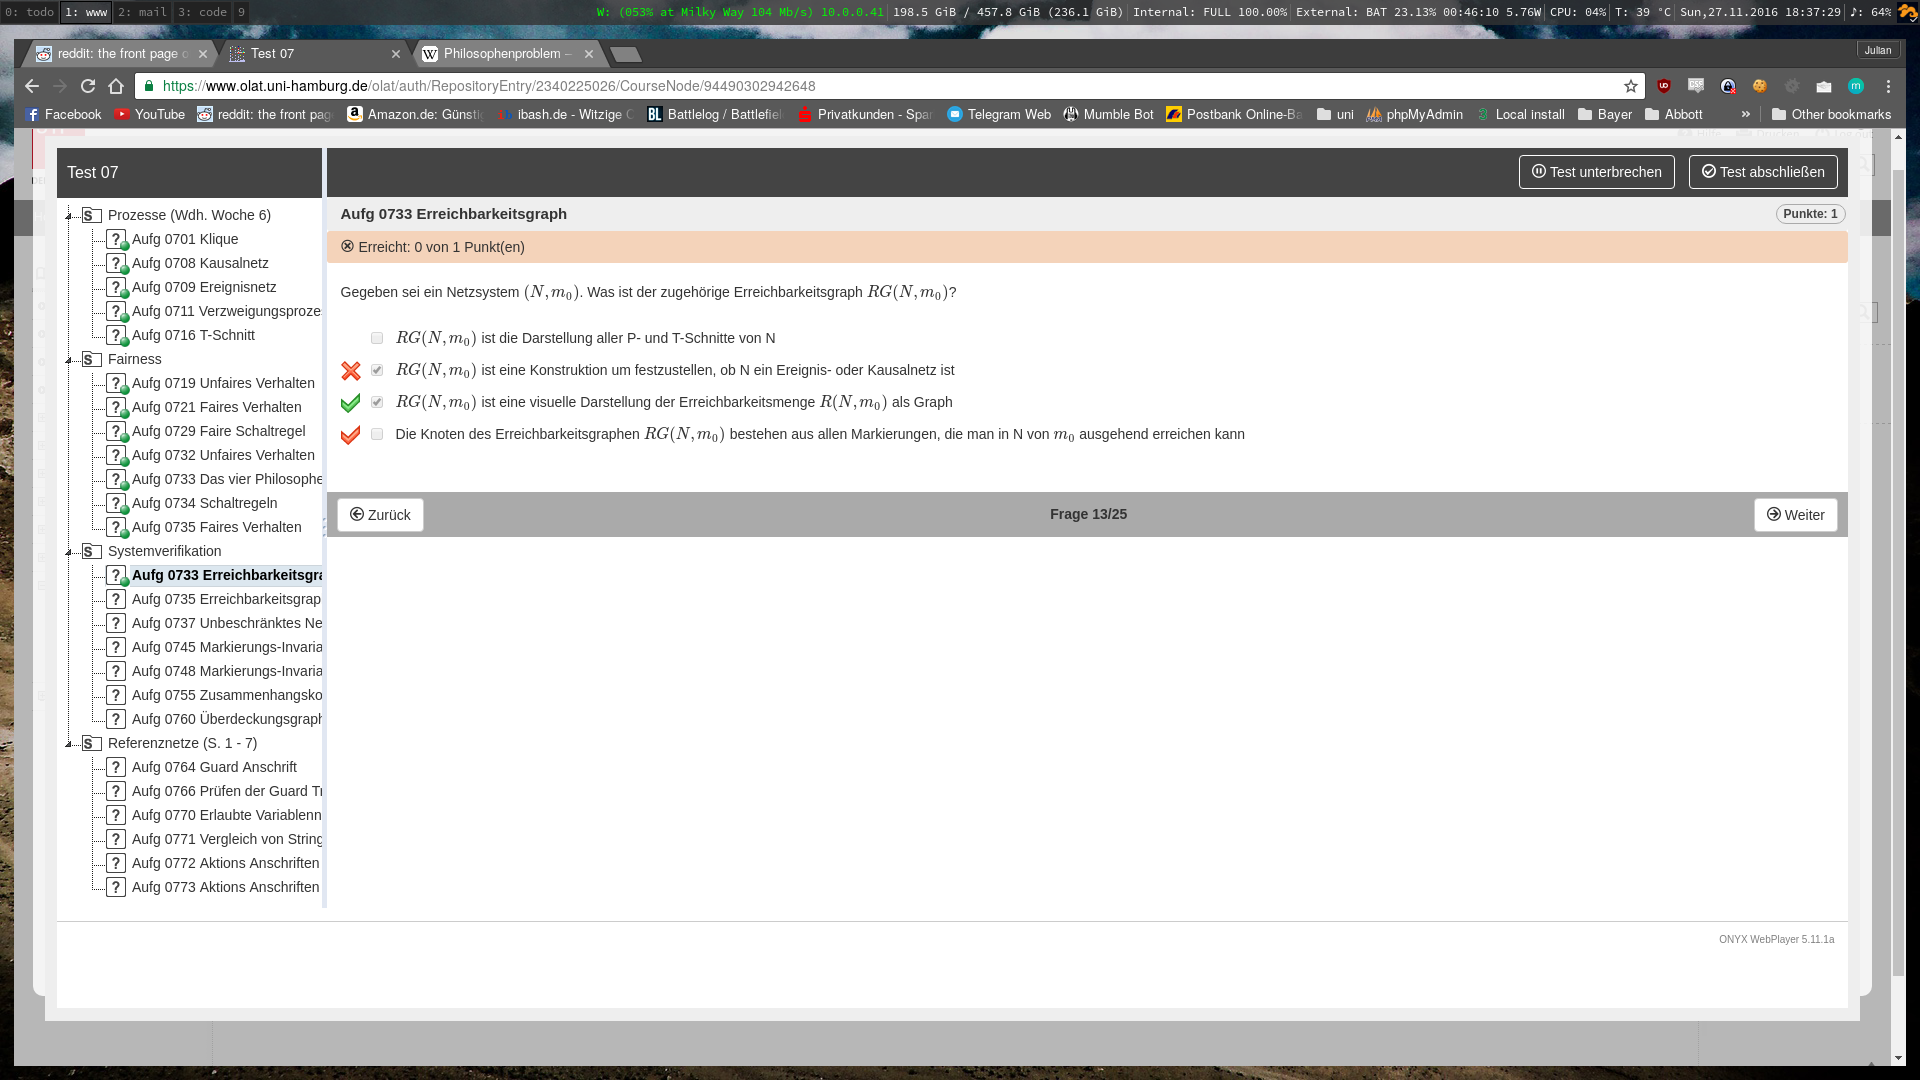 0: todo 1: www 2: mail 3: code 9 W: (053% at Milky Way 104 Mb/s) 10.0.0.41 198.5 GiB / 457.8 GiB (236.1 GiB) Internal: FULL 100.00% External: BAT 23.13% 00:46:10 5.76W CPU: 04% T: 39 °C Sun,27.11.2016 18:37:29 ♪: 64%
reddit: the front page o Test 07 Philosophenproblem – Julian
https://www.olat.uni-hamburg.de/olat/auth/RepositoryEntry/2340225026/CourseNode/94490302942648
Facebook YouTube reddit: the front pag Amazon.de: Günsti ibash.de - Witzige C Battlelog / Battlefiel Privatkunden - Spar Telegram Web Mumble Bot Postbank Online-Ba uni phpMyAdmin Local install Bayer Abbott » Other bookmarks
Test 07
Test unterbrechen Test abschließen
Prozesse (Wdh. Woche 6)
Aufg 0701 Klique
Aufg 0708 Kausalnetz
Aufg 0709 Ereignisnetz
Aufg 0711 Verzweigungsproze
Aufg 0716 T-Schnitt
Fairness
Aufg 0719 Unfaires Verhalten
Aufg 0721 Faires Verhalten
Aufg 0729 Faire Schaltregel
Aufg 0732 Unfaires Verhalten
Aufg 0733 Das vier Philosophe
Aufg 0734 Schaltregeln
Aufg 0735 Faires Verhalten
Systemverifikation
Aufg 0733 Erreichbarkeitsgra
Aufg 0735 Erreichbarkeitsgrap
Aufg 0737 Unbeschränktes Ne
Aufg 0745 Markierungs-Invaria
Aufg 0748 Markierungs-Invaria
Aufg 0755 Zusammenhangsko
Aufg 0760 Überdeckungsgraph
Referenznetze (S. 1 - 7)
Aufg 0764 Guard Anschrift
Aufg 0766 Prüfen der Guard Tr
Aufg 0770 Erlaubte Variablenn
Aufg 0771 Vergleich von String
Aufg 0772 Aktions Anschriften
Aufg 0773 Aktions Anschriften
Aufg 0733 Erreichbarkeitsgraph Punkte: 1
Erreicht: 0 von 1 Punkt(en)
Gegeben sei ein Netzsystem (N, m₀). Was ist der zugehörige Erreichbarkeitsgraph RG(N, m₀)?
RG(N, m₀) ist die Darstellung aller P- und T-Schnitte von N
RG(N, m₀) ist eine Konstruktion um festzustellen, ob N ein Ereignis- oder Kausalnetz ist
RG(N, m₀) ist eine visuelle Darstellung der Erreichbarkeitsmenge R(N, m₀) als Graph
Die Knoten des Erreichbarkeitsgraphen RG(N, m₀) bestehen aus allen Markierungen, die man in N von m₀ ausgehend erreichen kann
Zurück Frage 13/25 Weiter
ONYX WebPlayer 5.11.1a